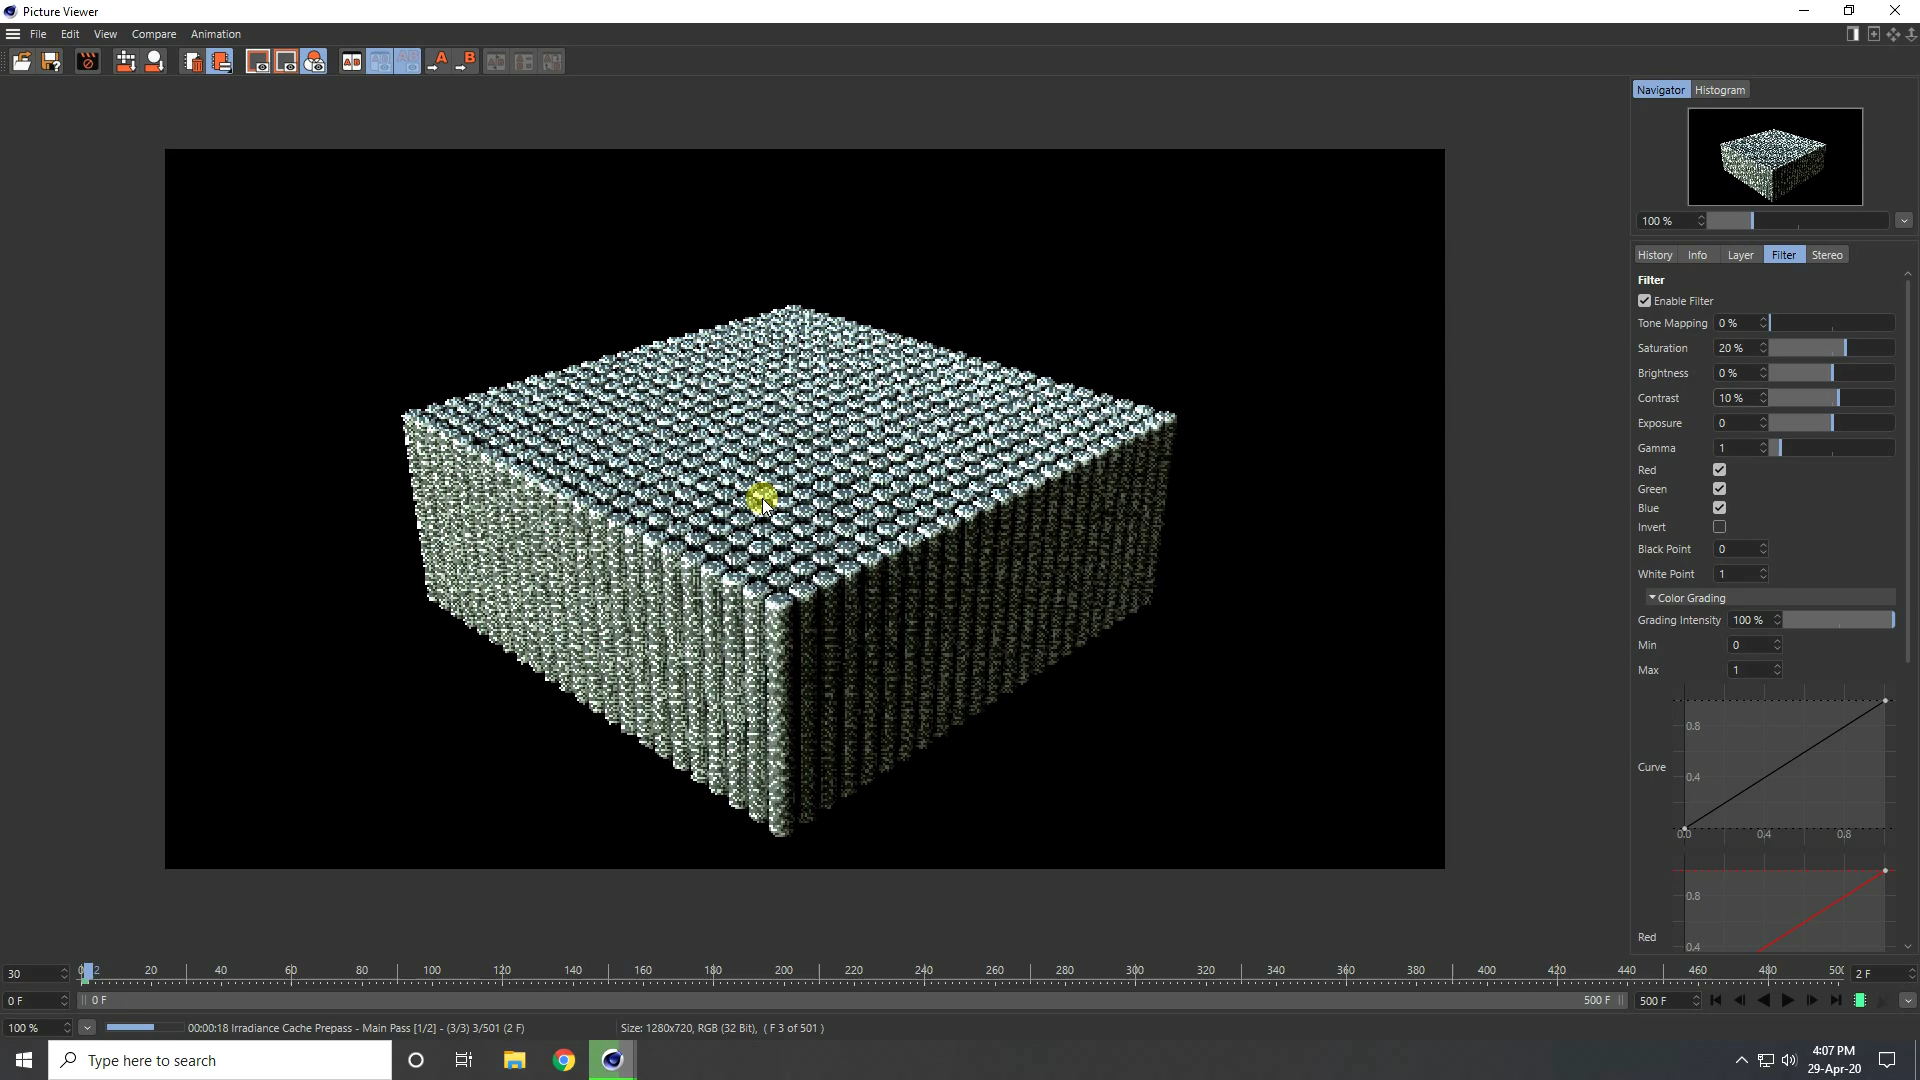 Picture Viewer
File Edit View Compare Animation
Navigator Histogram
100 %
History Info Layer Filter Stereo
Filter
Enable Filter
Tone Mapping 0 %
Saturation 20 %
Brightness 0 %
Contrast 10 %
Exposure 0
Gamma 1
Red
Green
Blue
Invert
Black Point 0
White Point 1
Color Grading
Grading Intensity 100 %
Min 0
Max 1
0.8
Curve
0.4
0.0 0.4 0.8
0.8
Red
0.4
30 0 2 20 40 60 80 100 120 140 160 180 200 220 240 260 280 300 320 340 360 380 400 420 440 460 480 2 F
0 F 0 F 500 F 500 F
100 % 00:00:18 Irradiance Cache Prepass - Main Pass [1/2] - (3/3) 3/501 (2 F) Size: 1280x720, RGB (32 Bit), ( F 3 of 501 )
Type here to search
4:07 PM
29-Apr-20